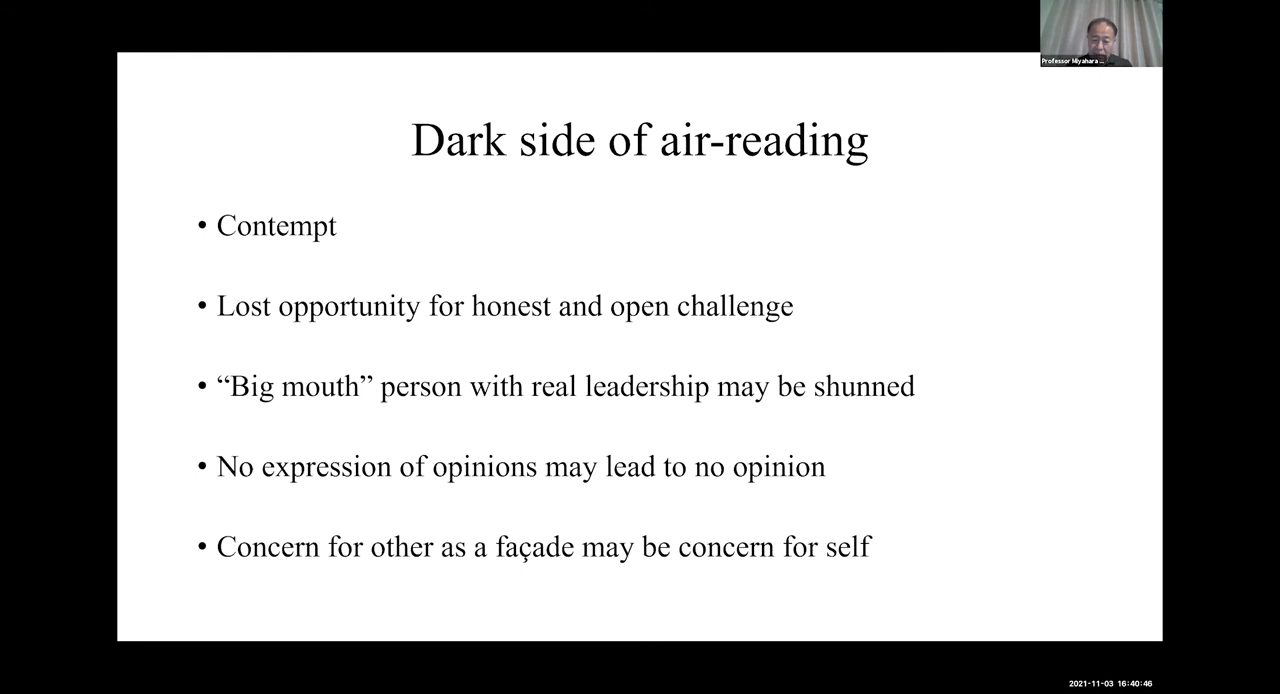 Professor Miyahara ...
Dark side of air-reading
• Contempt
• Lost opportunity for honest and open challenge
• “Big mouth” person with real leadership may be shunned
• No expression of opinions may lead to no opinion
• Concern for other as a façade may be concern for self
2021-11-03 16:40:46